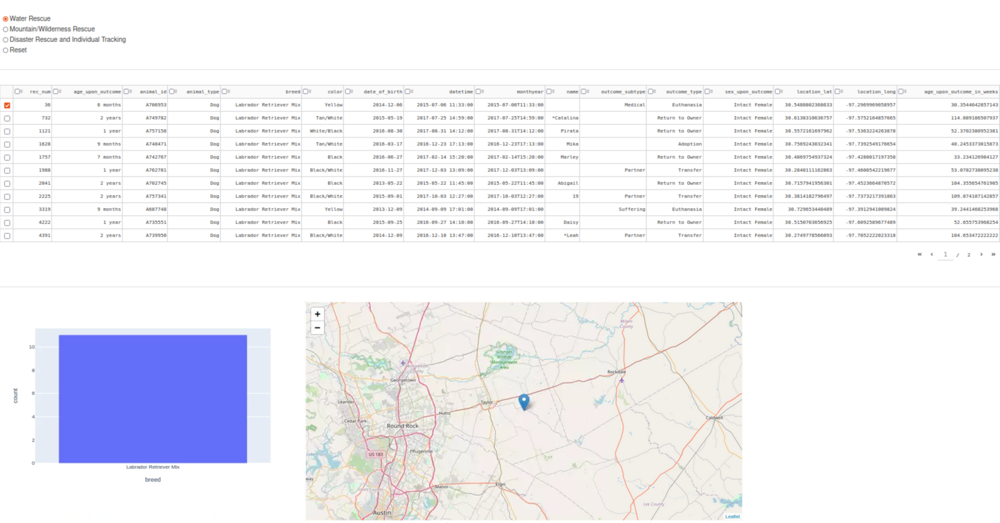 Water Rescue
Mountain/Wilderness Rescue
Disaster Rescue and Individual Tracking
Reset
rec_num age_upon_outcome animal_id animal_type breed color date_of_birth datetime monthyear name outcome_subtype outcome_type sex_upon_outcome location_lat location_long age_upon_outcome_in_weeks
36 6 months A706953 Dog Labrador Retriever Mix Yellow 2014-12-06 2015-07-06 11:33:00 2015-07-06T11:33:00 Medical Euthanasia Intact Female 30.5480802368633 -97.2969969058957 30.3544642857143
732 2 years A749782 Dog Labrador Retriever Mix Tan/White 2015-05-19 2017-07-25 14:59:00 2017-07-25T14:59:00 *Catalina Return to Owner Intact Female 30.6138310636757 -97.5752164857665 114.089186507937
1121 1 year A757158 Dog Labrador Retriever Mix White/Black 2016-08-30 2017-08-31 14:12:00 2017-08-31T14:12:00 Pirata Return to Owner Intact Female 30.5572161697962 -97.5363224263878 52.3702380952381
1628 9 months A740471 Dog Labrador Retriever Mix Tan/White 2016-03-17 2016-12-23 17:13:00 2016-12-23T17:13:00 Mika Adoption Intact Female 30.7569243032341 -97.7392549176654 40.2453373015873
1757 7 months A742767 Dog Labrador Retriever Mix Black 2016-06-27 2017-02-14 15:20:00 2017-02-14T15:20:00 Marley Return to Owner Intact Female 30.4869754937324 -97.4280017197358 33.234126984127
1988 1 year A762781 Dog Labrador Retriever Mix Black/White 2016-11-27 2017-12-03 13:09:00 2017-12-03T13:09:00 Partner Transfer Intact Female 30.2840111162863 -97.4600542219677 53.0782738095238
2041 2 years A702745 Dog Labrador Retriever Mix Black 2013-05-22 2015-05-22 11:45:00 2015-05-22T11:45:00 Abigail Return to Owner Intact Female 30.7157941956301 -97.4523664870572 104.355654761905
2225 2 years A757341 Dog Labrador Retriever Mix Black/White 2015-09-01 2017-10-03 12:27:00 2017-10-03T12:27:00 19 Partner Transfer Intact Female 30.3814182796497 -97.7373217391863 109.074107142857
3319 9 months A687748 Dog Labrador Retriever Mix Yellow 2013-12-09 2014-09-09 17:01:00 2014-09-09T17:01:00 Suffering Euthanasia Intact Female 30.729653440489 -97.3912941009824 39.2441468253968
4222 1 year A735551 Dog Labrador Retriever Mix Black 2015-09-25 2016-09-27 14:10:00 2016-09-27T14:10:00 Daisy Return to Owner Intact Female 30.5150703656925 -97.6092589677489 52.655753968254
4391 2 years A739950 Dog Labrador Retriever Mix Black/White 2014-12-09 2016-12-10 13:47:00 2016-12-10T13:47:00 *Leah Partner Transfer Intact Female 30.2749778566093 -97.7052222023318 104.653472222222
« ‹ 1 / 2 › »
10
8
6
4
2
0
count
Labrador Retriever Mix
breed
+
−
Milam
County
Granger
Wildlife
Management
Area
Williamson
County
Georgetown
Rockdale
Leander
Taylor
Hutto
Cedar Park
Caldwell
Round Rock
Pflugerville
US 183
way
Manor
Elgin
Travis County
Lee County
Austin
Leaflet